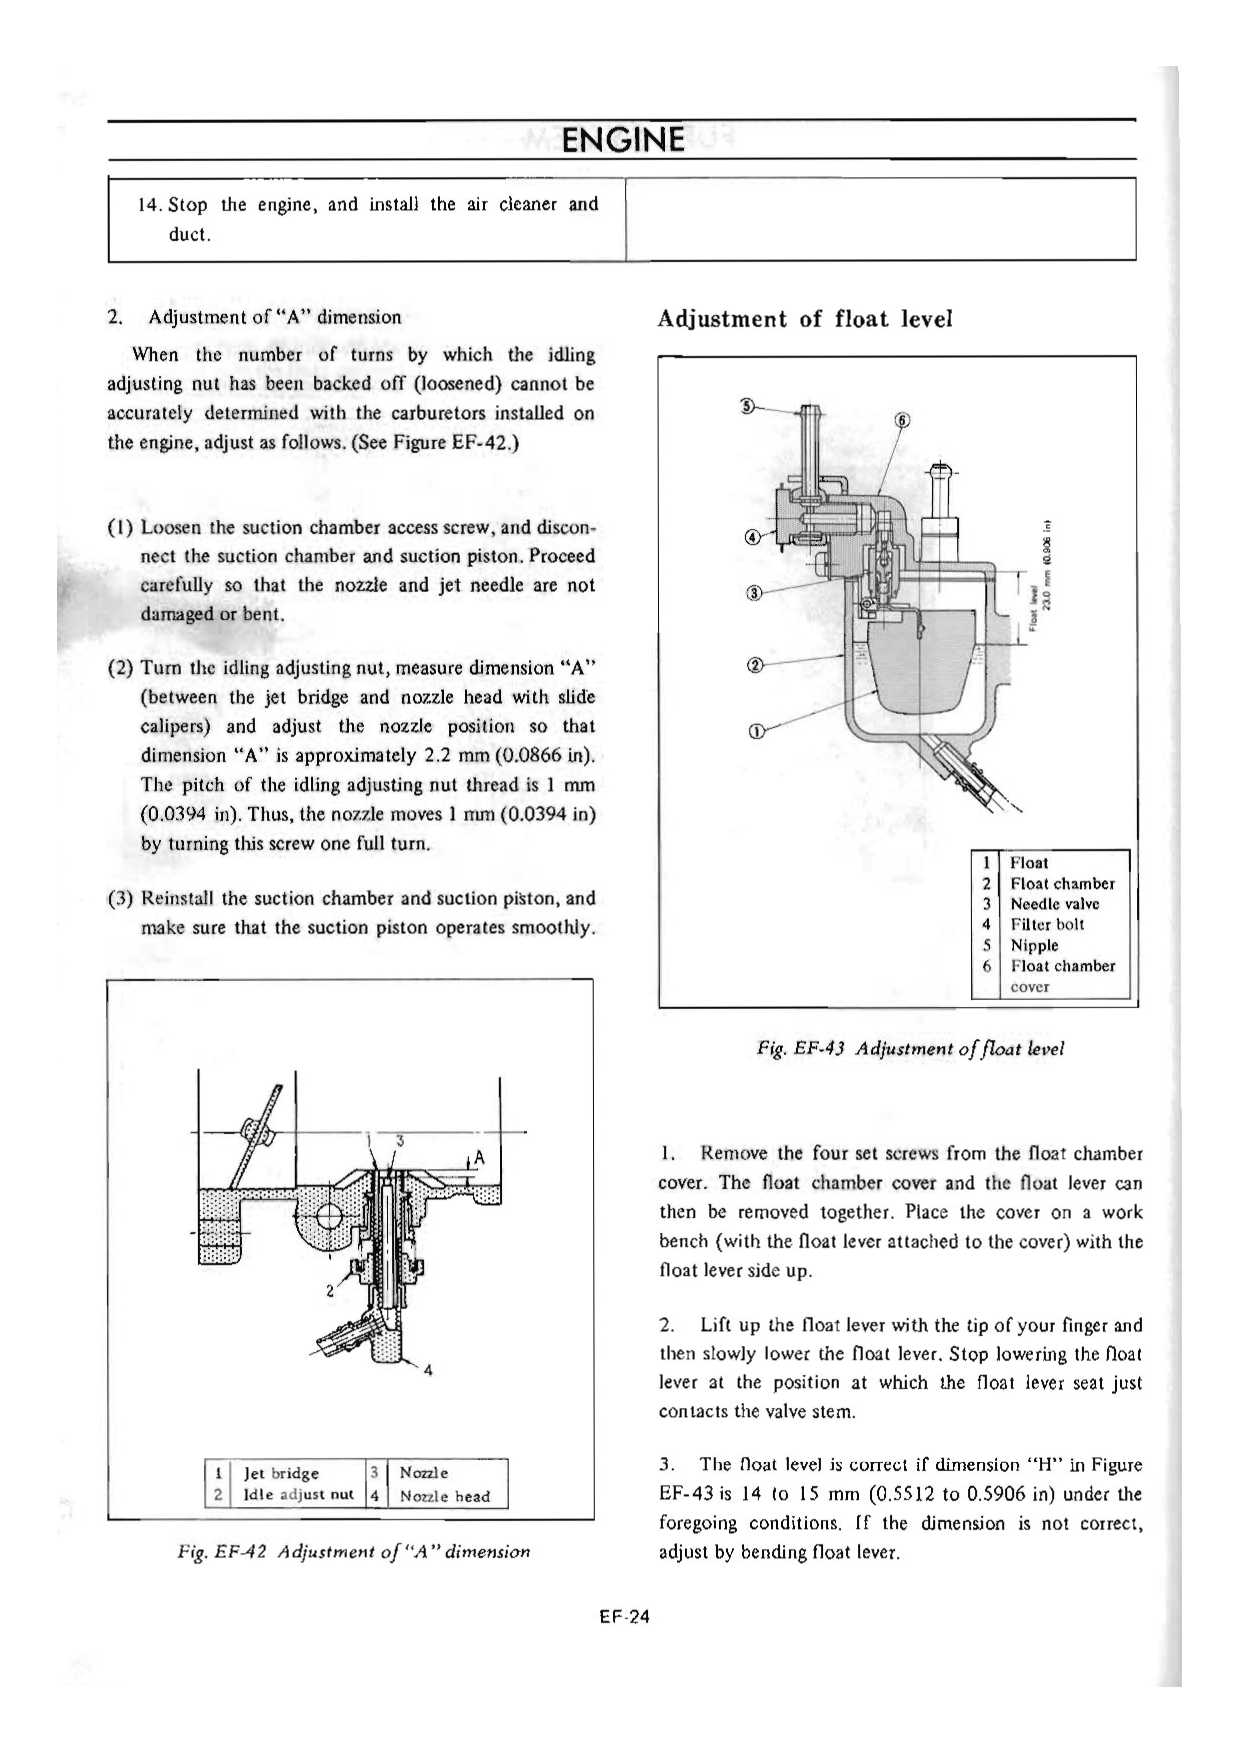 ENGINE
14. Stop the engine, and install the air cleaner and
duct.
2. Adjustment of "A" dimension
When the number of turns by which the idling
adjusting nut has been backed off (loosened) cannot be
accurately determined with the carburetors installed on
the engine, adjust as follows. (See Figure EF-42.)
(1) Loosen the suction chamber access screw, and discon-
nect the suction chamber and suction piston. Proceed
carefully so that the nozzle and jet needle are not
damaged or bent.
(2) Turn the idling adjusting nut, measure dimension "A"
(between the jet bridge and nozzle head with slide
calipers) and adjust the nozzle position so that
dimension "A" is approximately 2.2 mm (0.0866 in).
The pitch of the idling adjusting nut thread is 1 mm
(0.0394 in). Thus, the nozzle moves 1 mm (0.0394 in)
by turning this screw one full turn.
(3) Reinstall the suction chamber and suction piston, and
make sure that the suction piston operates smoothly.
1
3
A
2
4
1 Jet bridge 3 Nozzle
2 Idle adjust nut 4 Nozzle head
Fig. EF-42 Adjustment of "A" dimension
Adjustment of float level
5
6
4
3
2
1
Float level
23.0 mm (0.906 in)
1 Float
2 Float chamber
3 Needle valve
4 Filter bolt
5 Nipple
6 Float chamber
cover
Fig. EF-43 Adjustment of float level
1. Remove the four set screws from the float chamber
cover. The float chamber cover and the float lever can
then be removed together. Place the cover on a work
bench (with the float lever attached to the cover) with the
float lever side up.
2. Lift up the float lever with the tip of your finger and
then slowly lower the float lever. Stop lowering the float
lever at the position at which the float lever seat just
contacts the valve stem.
3. The float level is correct if dimension "H" in Figure
EF-43 is 14 to 15 mm (0.5512 to 0.5906 in) under the
foregoing conditions. If the dimension is not correct,
adjust by bending float lever.
EF-24